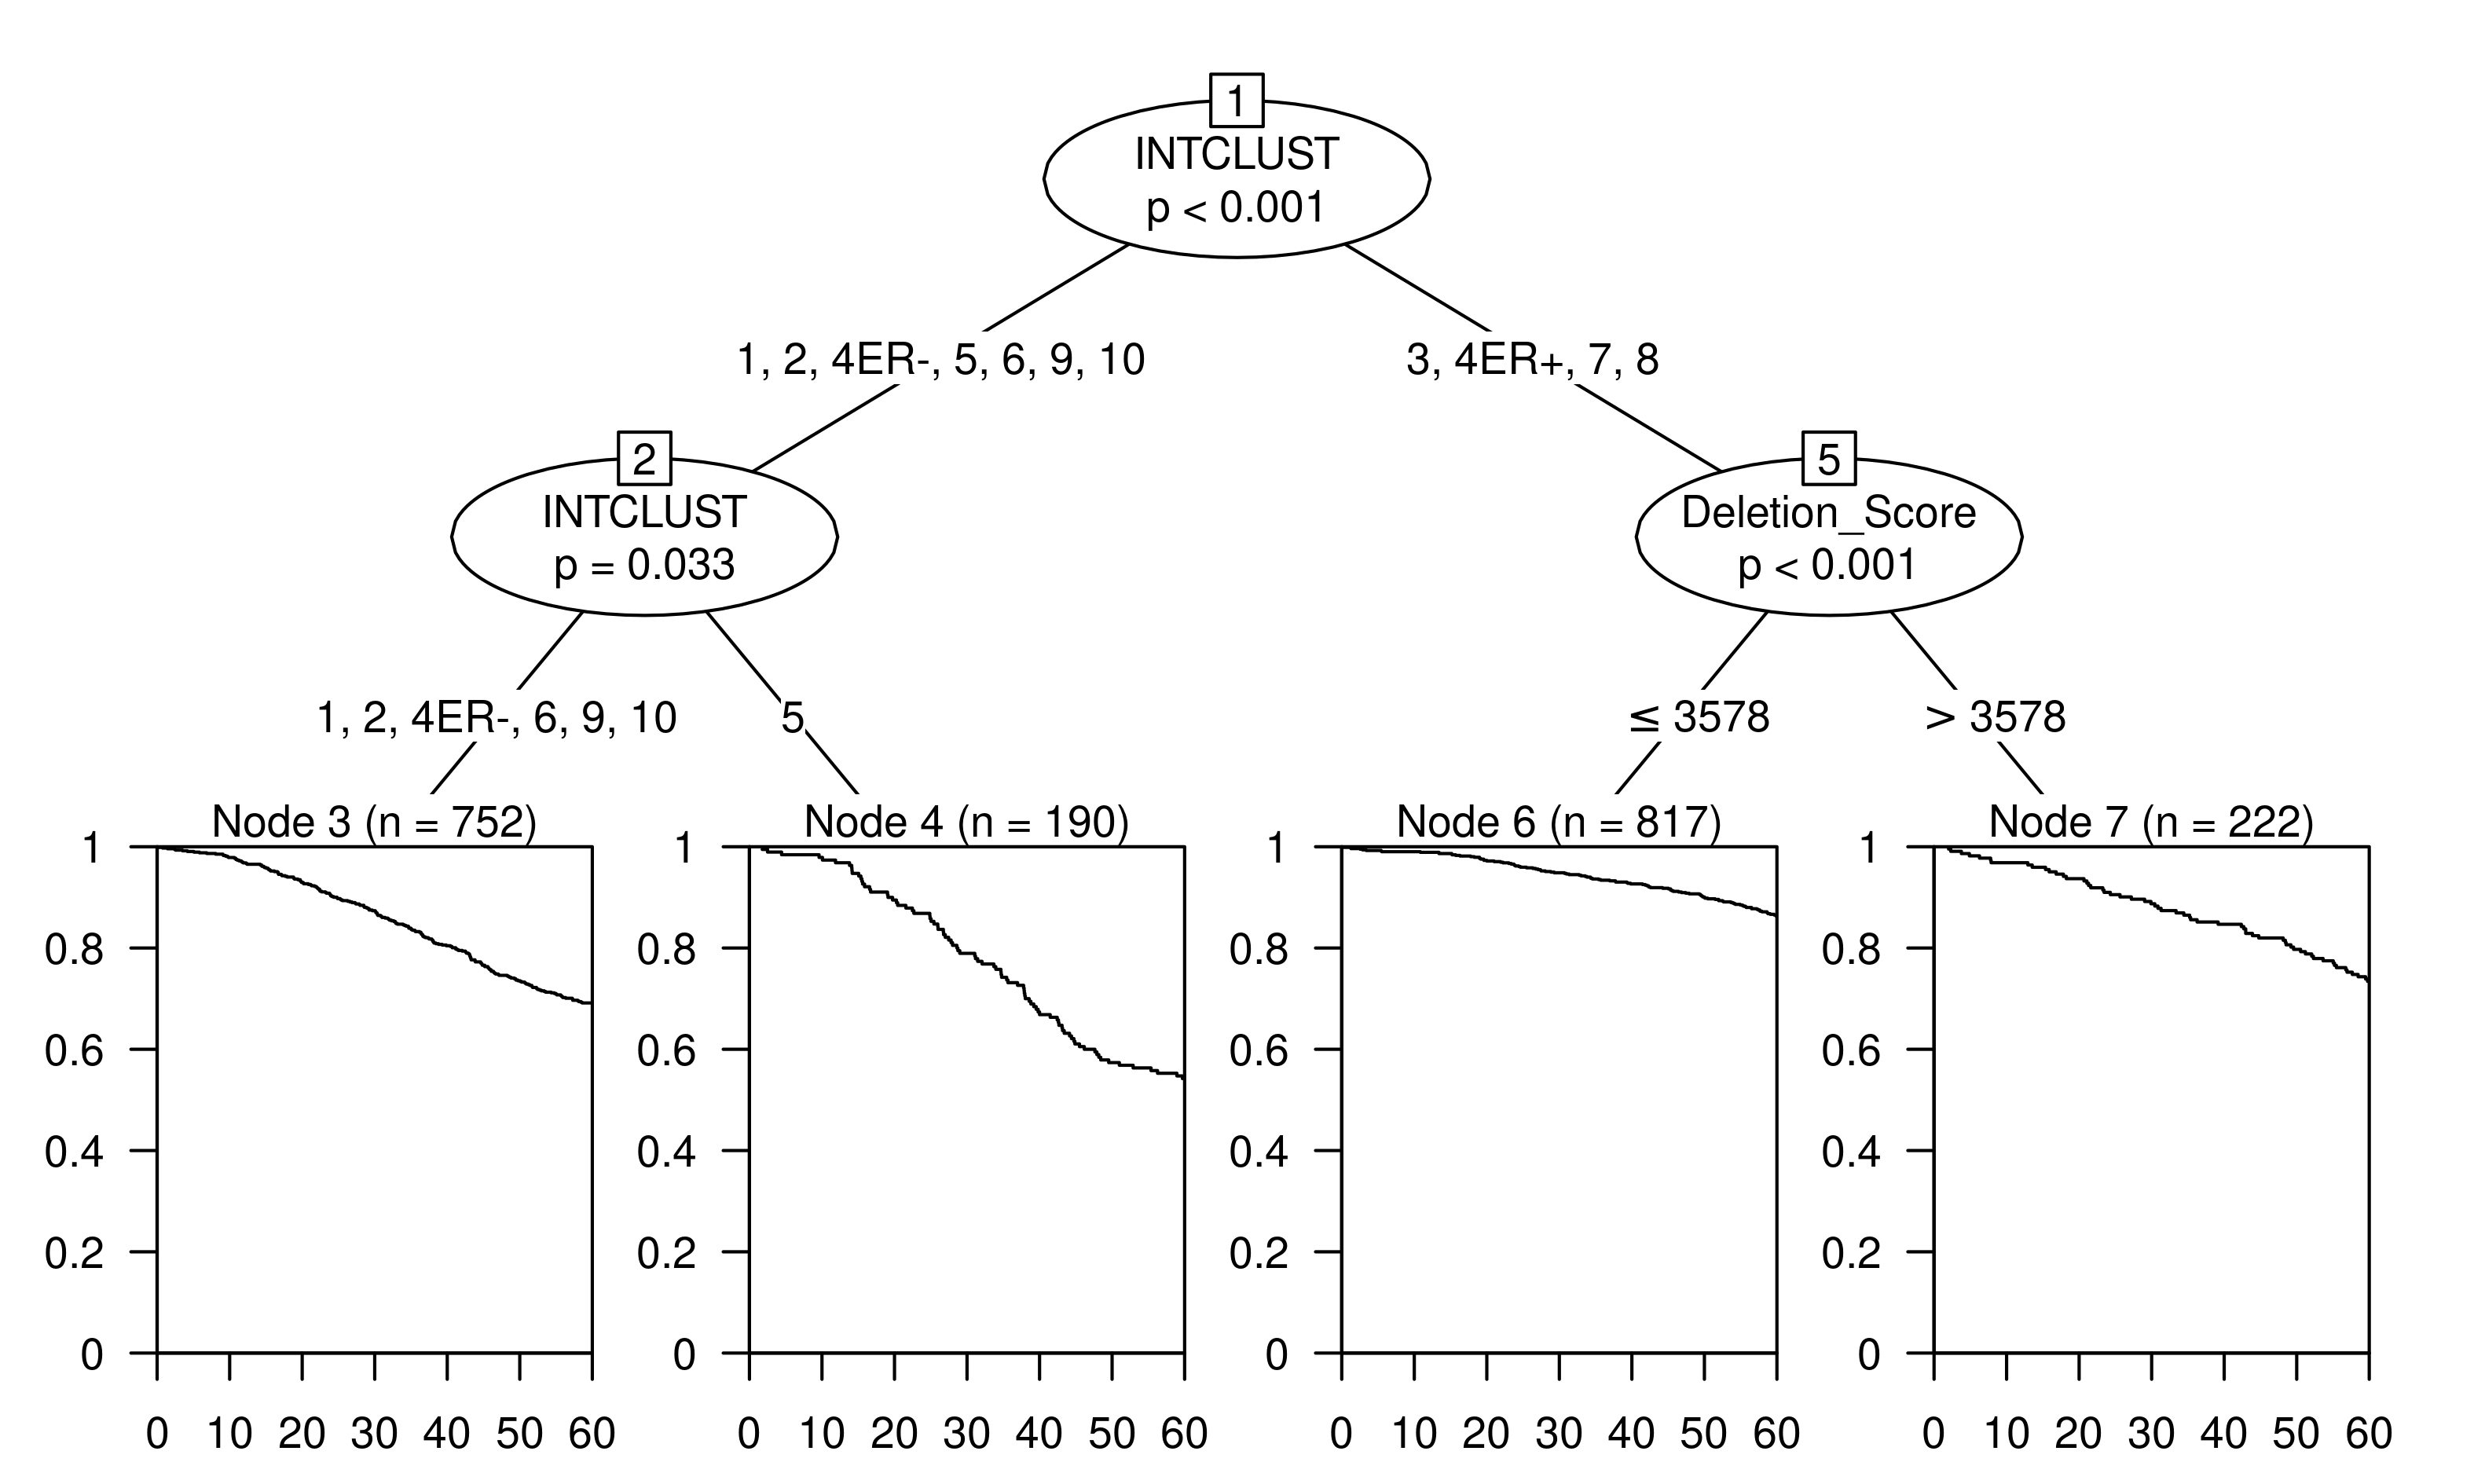 1
INTCLUST
p < 0.001
1, 2, 4ER-, 5, 6, 9, 10
3, 4ER+, 7, 8
2
INTCLUST
p = 0.033
5
Deletion_Score
p < 0.001
1, 2, 4ER-, 6, 9, 10
5
≤ 3578
> 3578
Node 3 (n = 752)
1
0.8
0.6
0.4
0.2
0
0 10 20 30 40 50 60
Node 4 (n = 190)
1
0.8
0.6
0.4
0.2
0
0 10 20 30 40 50 60
Node 6 (n = 817)
1
0.8
0.6
0.4
0.2
0
0 10 20 30 40 50 60
Node 7 (n = 222)
1
0.8
0.6
0.4
0.2
0
0 10 20 30 40 50 60